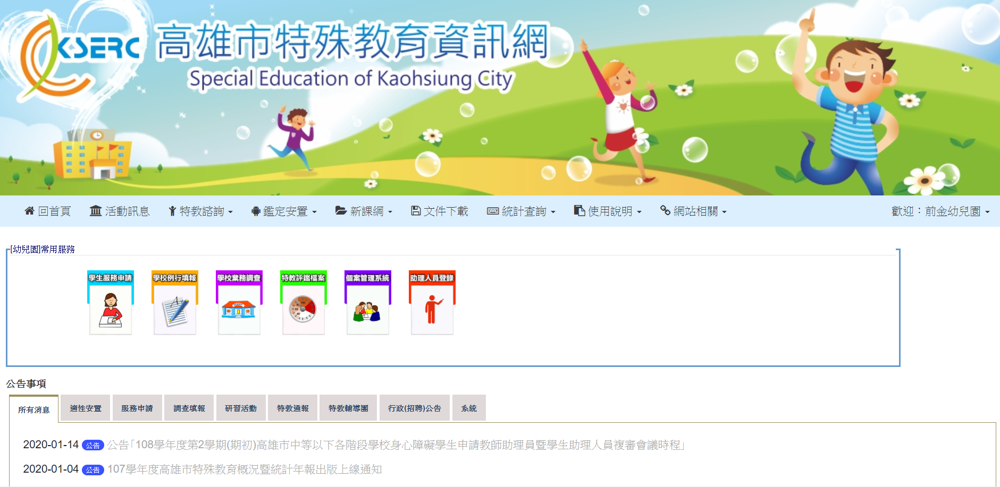 KSERC 高雄市特殊教育資訊網
Special Education of Kaohsiung City
回首頁 活動訊息 特教諮詢 鑑定安置 新課綱 文件下載 統計查詢 使用說明 網站相關 歡迎：前金幼兒園
[幼兒園]常用服務
學生服務申請 學校例行填報 學校業務調查 特教評鑑檔案 個案管理系統 助理人員登錄
公告事項
所有消息 適性安置 服務申請 調查填報 研習活動 特教通報 特教輔導團 行政(招聘)公告 系統
2020-01-14 公告 公告「108學年度第2學期(期初)高雄市中等以下各階段學校身心障礙學生申請教師助理員暨學生助理人員複審會議時程」
2020-01-04 公告 107學年度高雄市特殊教育概況暨統計年報出版上線通知